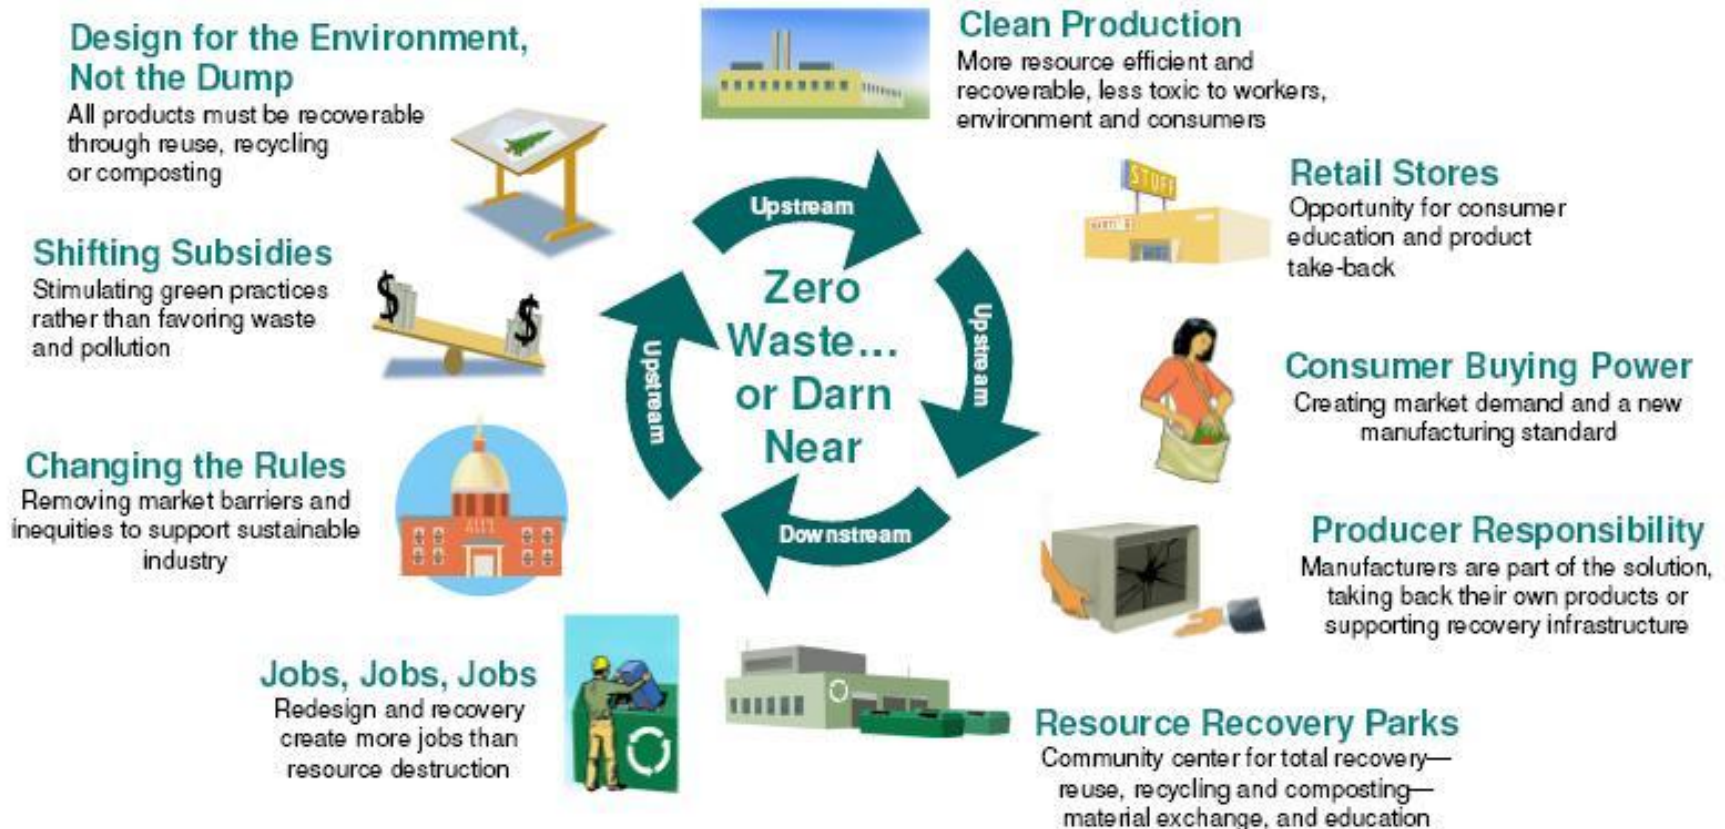 Design for the Environment,
Not the Dump
All products must be recoverable
through reuse, recycling
or composting
Clean Production
More resource efficient and
recoverable, less toxic to workers,
environment and consumers
STUFF
Retail Stores
Opportunity for consumer
education and product
take-back
Shifting Subsidies
Stimulating green practices
rather than favoring waste
and pollution
$
$
Upstream
Upstream
Upstream
Downstream
Zero
Waste...
or Darn
Near
Consumer Buying Power
Creating market demand and a new
manufacturing standard
Changing the Rules
Removing market barriers and
inequities to support sustainable
industry
Producer Responsibility
Manufacturers are part of the solution,
taking back their own products or
supporting recovery infrastructure
Jobs, Jobs, Jobs
Redesign and recovery
create more jobs than
resource destruction
Resource Recovery Parks
Community center for total recovery—
reuse, recycling and composting—
material exchange, and education